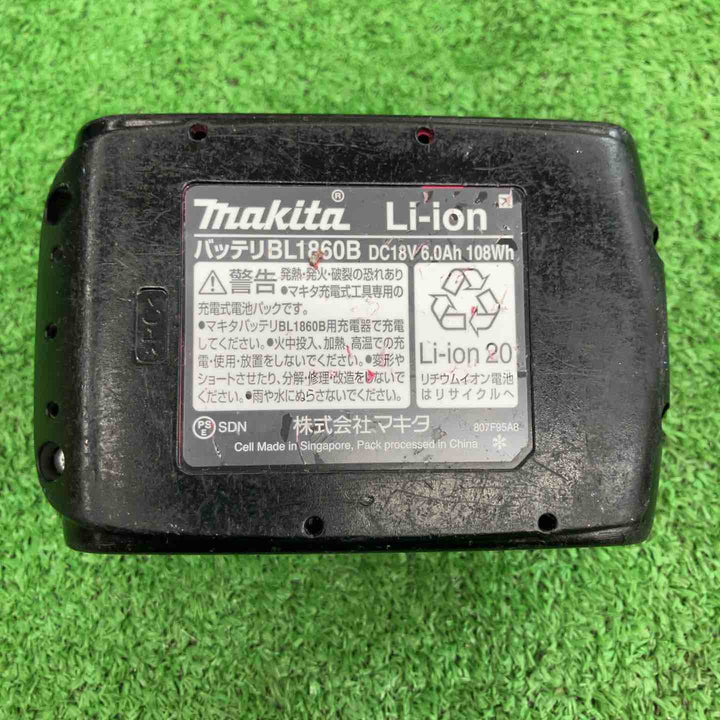 makita® Li-ion
バッテリBL1860B DC18V 6.0Ah 108Wh
警告 発熱・発火・破裂の恐れあり
●マキタ充電式工具専用の
充電式電池パックです。
●マキタバッテリBL1860B用充電器で充電
してください。●火中投入、加熱、高温での充
電・使用・放置をしないでください。●変形や
ショートさせたり、分解・修理・改造をしないで
ください。●雨や水にぬらさないでください。
Li-ion 20
リチウムイオン電池
はリサイクルへ
PSE SDN 株式会社マキタ 807F95A8
Cell Made in Singapore, Pack processed in China